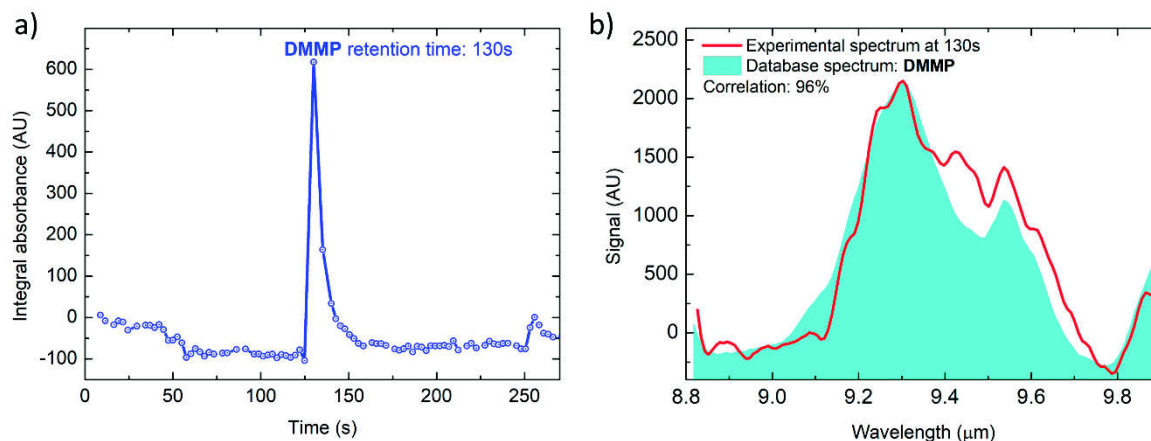 a)
DMMP retention time: 130s
600
500
400
300
200
100
0
-100
Integral absorbance (AU)
0
50
100
150
200
250
Time (s)
b)
Experimental spectrum at 130s
Database spectrum: DMMP
Correlation: 96%
2500
2000
1500
1000
500
0
Signal (AU)
8.8
9.0
9.2
9.4
9.6
9.8
Wavelength (μm)